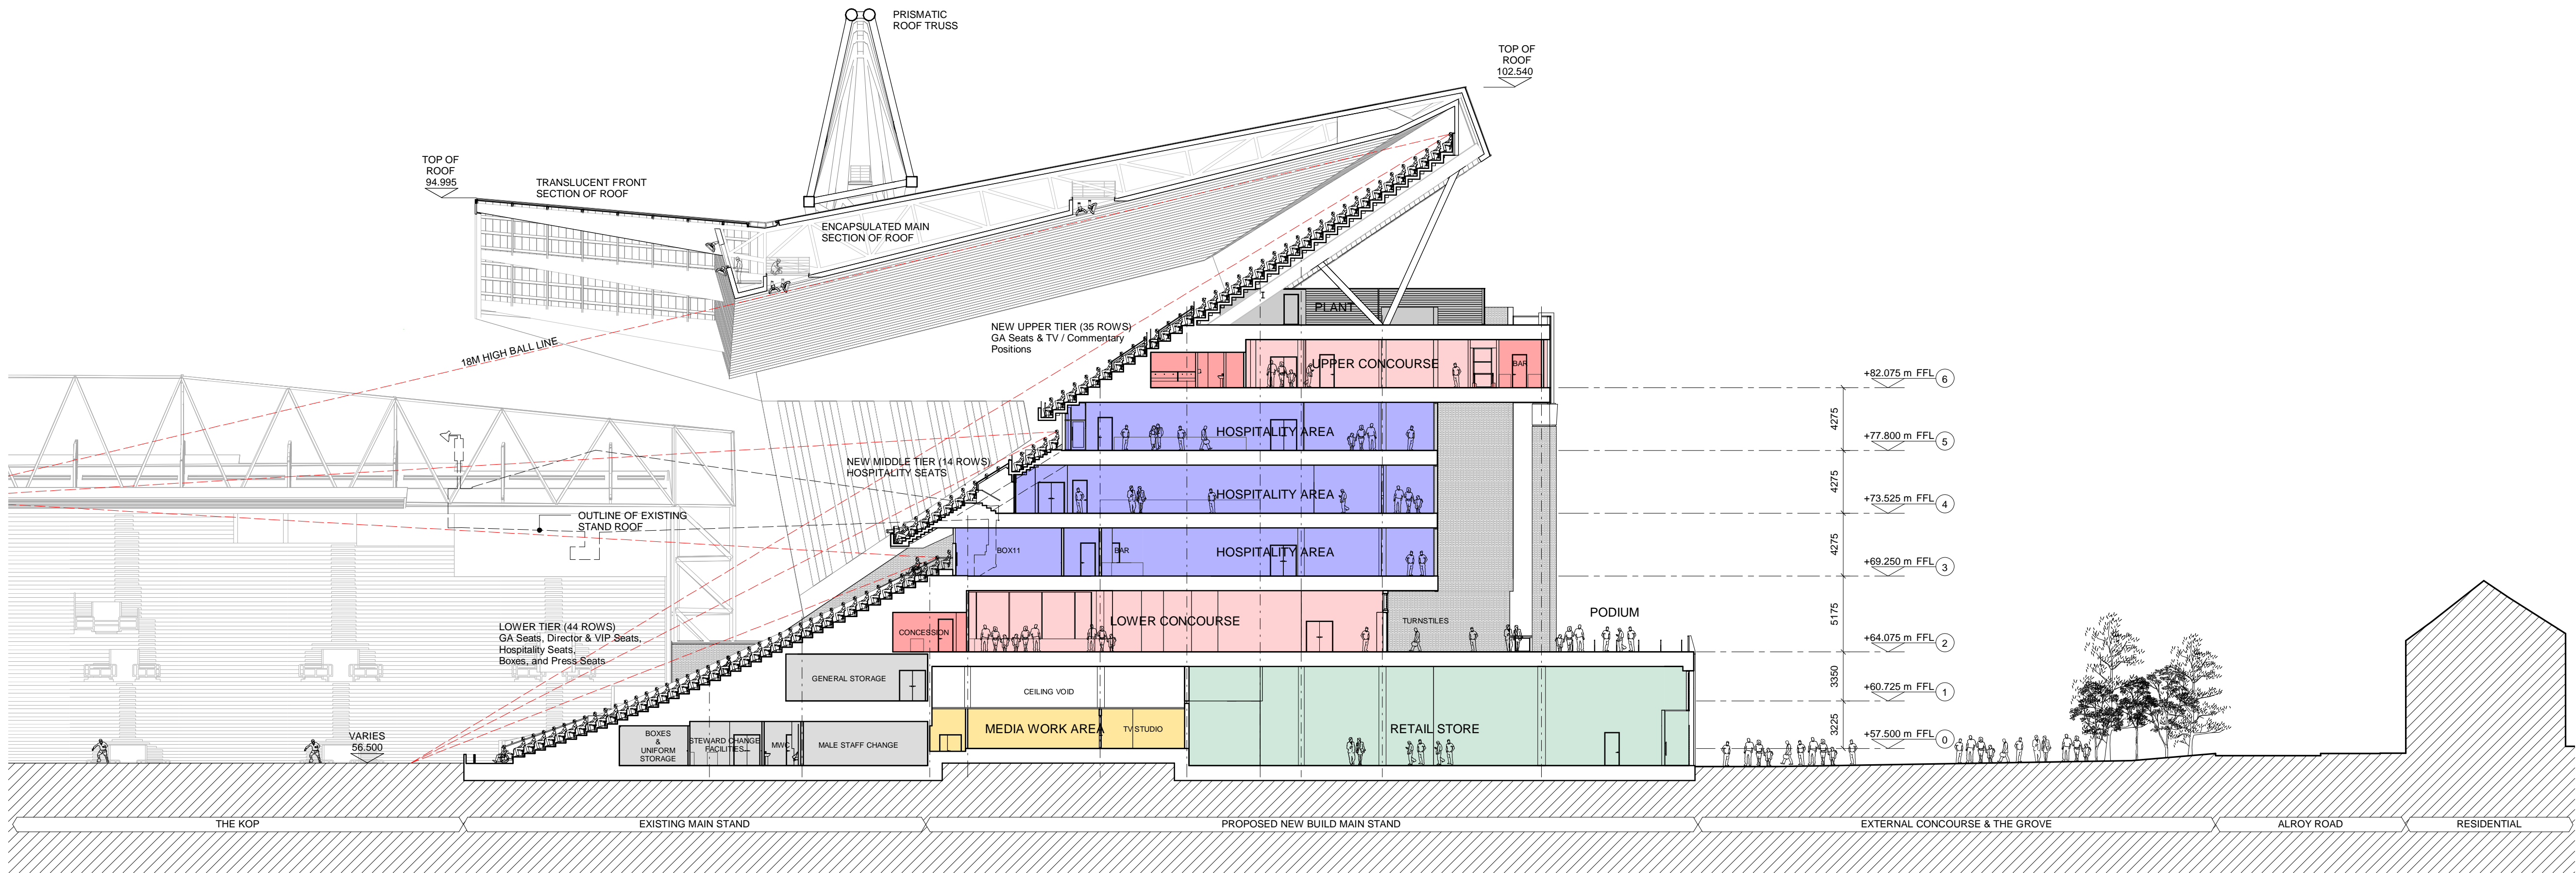 PRISMATIC
ROOF TRUSS
TOP OF
ROOF
102.540
TOP OF
ROOF
94.995
TRANSLUCENT FRONT
SECTION OF ROOF
ENCAPSULATED MAIN
SECTION OF ROOF
18M HIGH BALL LINE
NEW UPPER TIER (35 ROWS)
GA Seats & TV / Commentary
Positions
PLANT
UPPER CONCOURSE
BAR
+82.075 m FFL 6
4275
HOSPITALITY AREA
+77.800 m FFL 5
NEW MIDDLE TIER (14 ROWS)
HOSPITALITY SEATS
4275
HOSPITALITY AREA
+73.525 m FFL 4
OUTLINE OF EXISTING
STAND ROOF
4275
BOX11
BAR
HOSPITALITY AREA
+69.250 m FFL 3
5175
LOWER TIER (44 ROWS)
GA Seats, Director & VIP Seats,
Hospitality Seats,
Boxes, and Press Seats
CONCESSION
LOWER CONCOURSE
TURNSTILES
PODIUM
+64.075 m FFL 2
3350
GENERAL STORAGE
CEILING VOID
+60.725 m FFL 1
3225
VARIES
56.500
BOXES
&
UNIFORM
STORAGE
STEWARD CHANGE
FACILITIES
MWC
MALE STAFF CHANGE
MEDIA WORK AREA
TV STUDIO
RETAIL STORE
+57.500 m FFL 0
THE KOP
EXISTING MAIN STAND
PROPOSED NEW BUILD MAIN STAND
EXTERNAL CONCOURSE & THE GROVE
ALROY ROAD
RESIDENTIAL